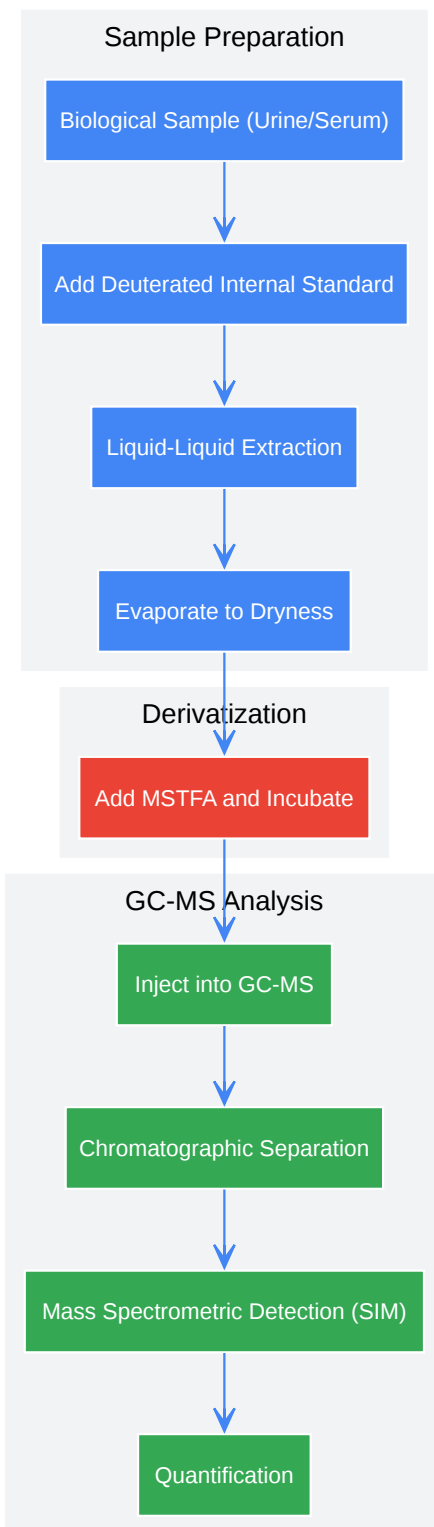 Sample Preparation
Biological Sample (Urine/Serum)
Add Deuterated Internal Standard
Liquid-Liquid Extraction
Evaporate to Dryness
Derivatization
Add MSTFA and Incubate
GC-MS Analysis
Inject into GC-MS
Chromatographic Separation
Mass Spectrometric Detection (SIM)
Quantification